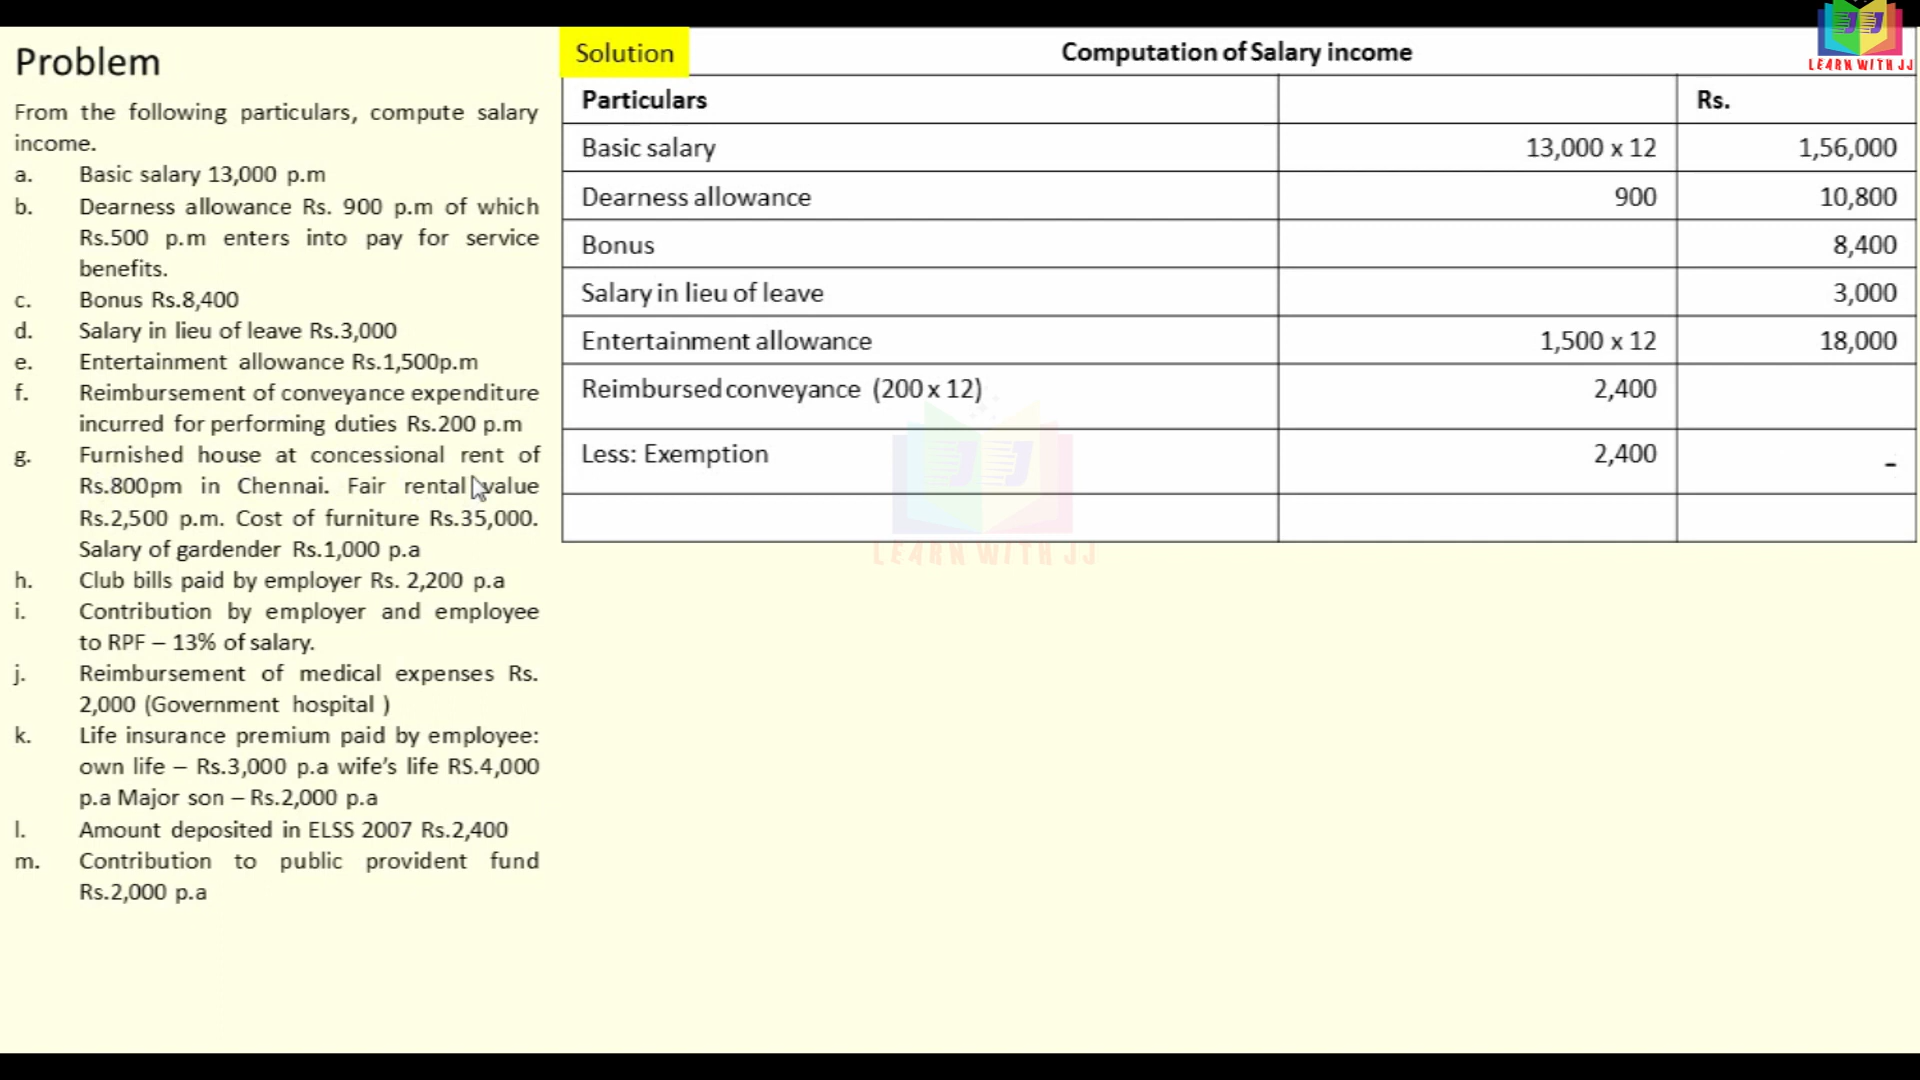 Problem
From the following particulars, compute salary
income.
a. Basic salary 13,000 p.m
b. Dearness allowance Rs. 900 p.m of which
Rs.500 p.m enters into pay for service
benefits.
c. Bonus Rs.8,400
d. Salary in lieu of leave Rs.3,000
e. Entertainment allowance Rs.1,500p.m
f. Reimbursement of conveyance expenditure
incurred for performing duties Rs.200 p.m
g. Furnished house at concessional rent of
Rs.800pm in Chennai. Fair rental value
Rs.2,500 p.m. Cost of furniture Rs.35,000.
Salary of gardender Rs.1,000 p.a
h. Club bills paid by employer Rs. 2,200 p.a
i. Contribution by employer and employee
to RPF – 13% of salary.
j. Reimbursement of medical expenses Rs.
2,000 (Government hospital )
k. Life insurance premium paid by employee:
own life – Rs.3,000 p.a wife's life RS.4,000
p.a Major son – Rs.2,000 p.a
l. Amount deposited in ELSS 2007 Rs.2,400
m. Contribution to public provident fund
Rs.2,000 p.a
Solution Computation of Salary income
Particulars Rs.
Basic salary 13,000 x 12 1,56,000
Dearness allowance 900 10,800
Bonus 8,400
Salary in lieu of leave 3,000
Entertainment allowance 1,500 x 12 18,000
Reimbursed conveyance (200 x 12) 2,400
Less: Exemption 2,400 -
JJ
LEARN WITH JJ
JJ
LEARN WITH JJ